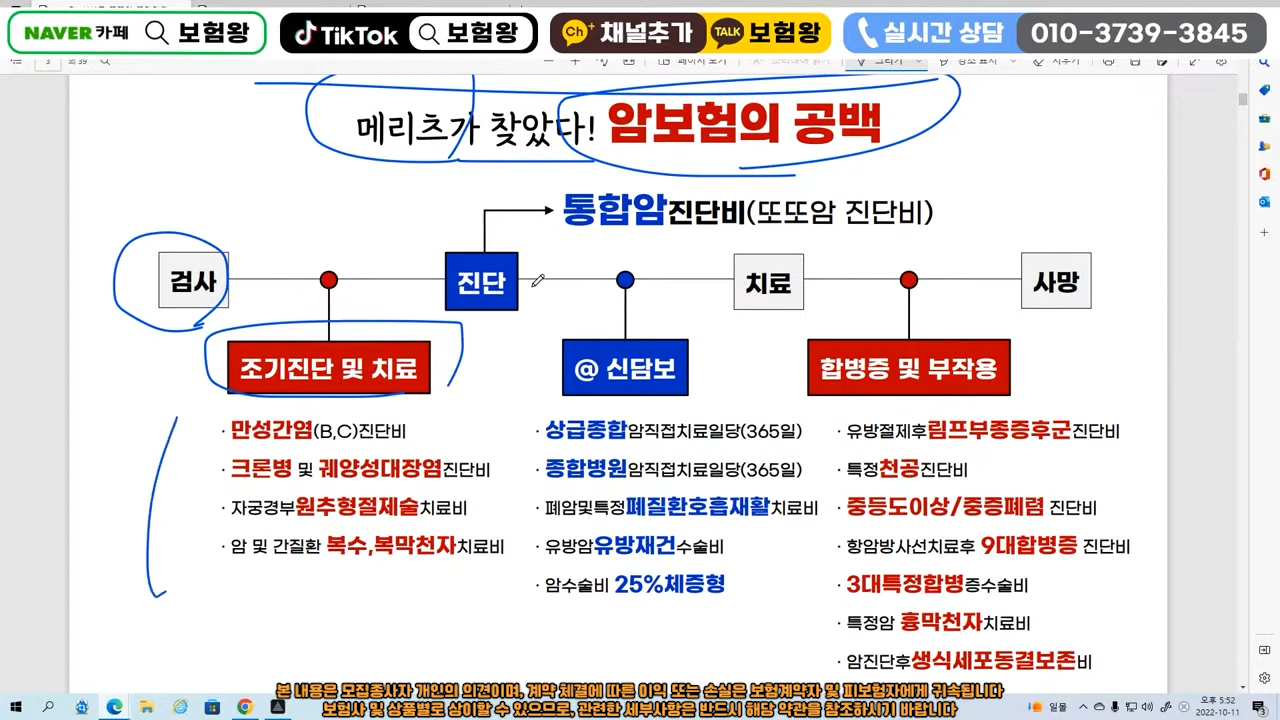 NAVER 카페 보험왕 TikTok 보험왕 Ch+ 채널추가 TALK 보험왕 실시간 상담 010-3739-3845
3
메리츠가 찾았다! 암보험의 공백
통합암진단비(또또암 진단비)
검사 진단 치료 사망
조기진단 및 치료 @ 신담보 합병증 및 부작용
· 만성간염(B,C)진단비
· 크론병 및 궤양성대장염진단비
· 자궁경부원추형절제술치료비
· 암 및 간질환 복수,복막천자치료비
· 상급종합암직접치료일당(365일)
· 종합병원암직접치료일당(365일)
· 폐암및특정폐질환호흡재활치료비
· 유방암유방재건수술비
· 암수술비 25%체증형
· 유방절제후림프부종증후군진단비
· 특정천공진단비
· 중등도이상/중증폐렴 진단비
· 항암방사선치료후 9대합병증 진단비
· 3대특정합병증수술비
· 특정암 흉막천자치료비
· 암진단후생식세포동결보존비
본 내용은 모집종사자 개인의 의견이며, 계약 체결에 따른 이익 또는 손실은 보험계약자 및 피보험자에게 귀속됩니다
보험사 및 상품별로 상이할 수 있으므로, 관련한 세부사항은 반드시 해당 약관을 참조하시기 바랍니다
일몰
오후 5:52
2022-10-11